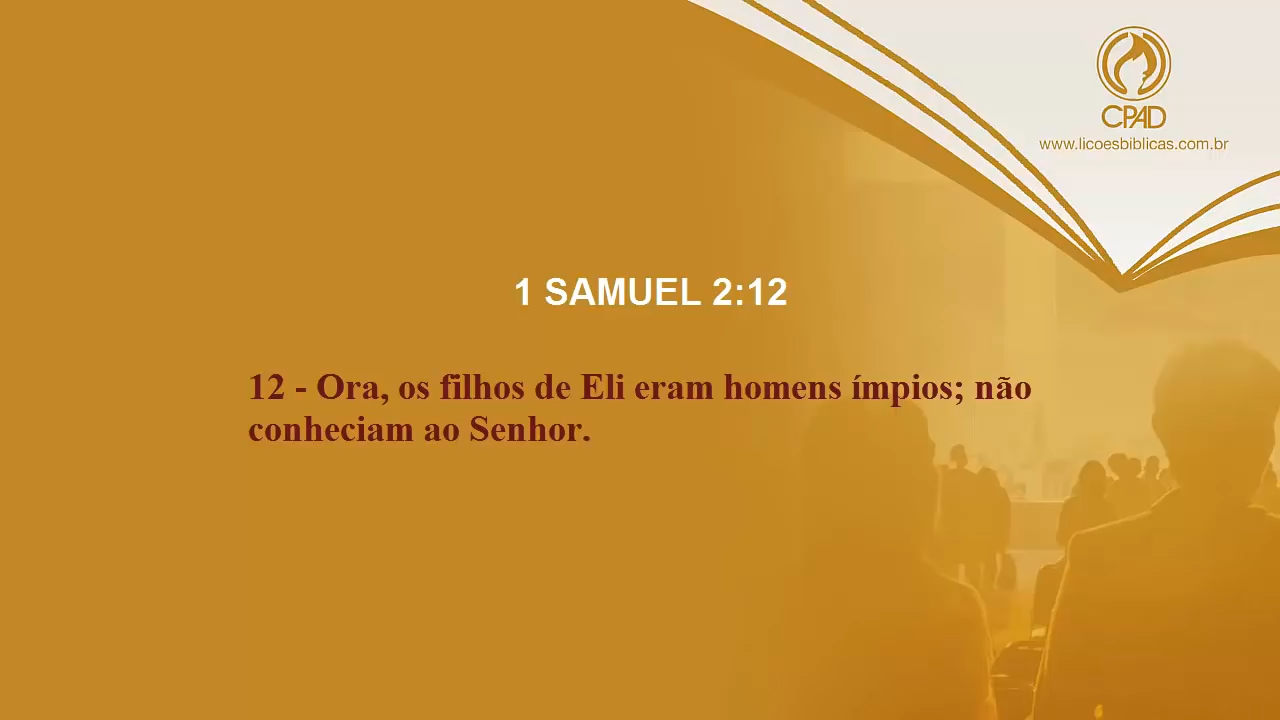 CPAD
www.licoesbiblicas.com.br
1 SAMUEL 2:12
12 - Ora, os filhos de Eli eram homens ímpios; não
conheciam ao Senhor.